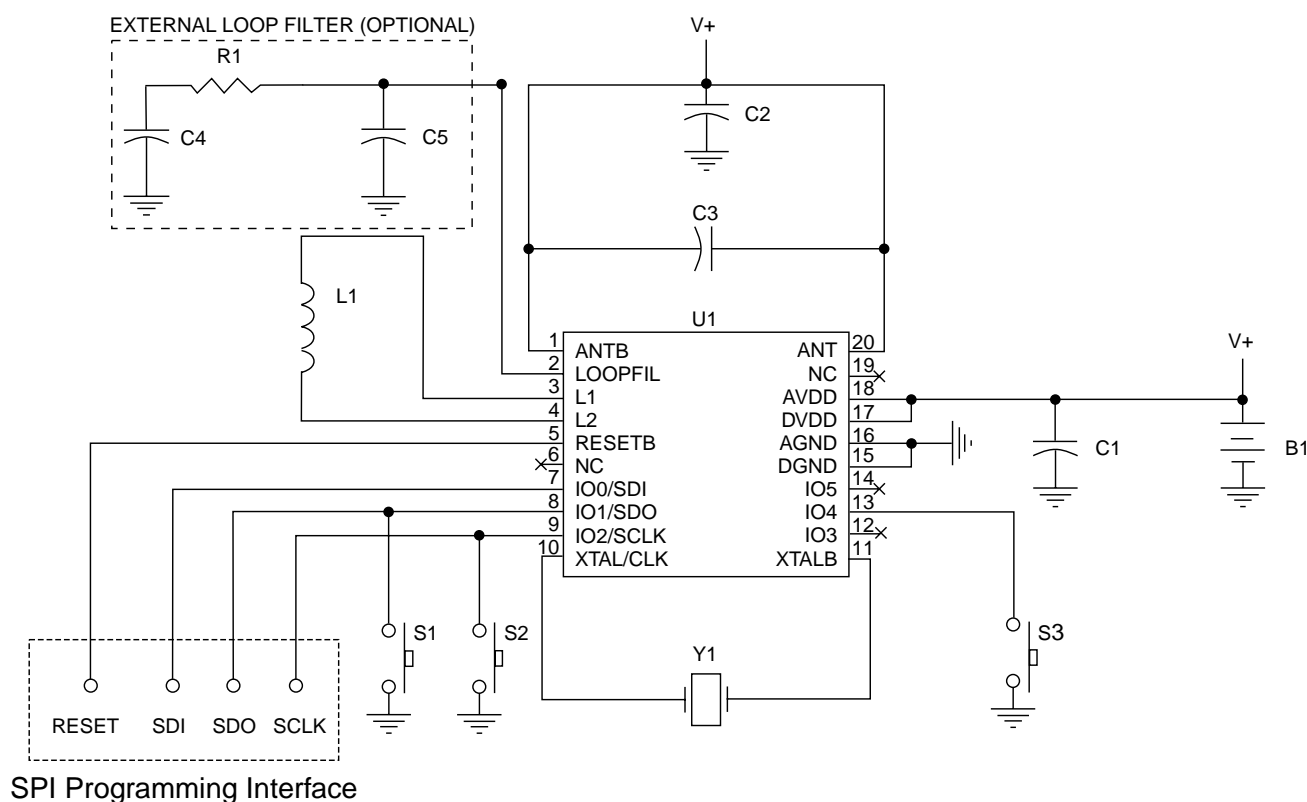 EXTERNAL LOOP FILTER (OPTIONAL)
V+
R1
C4
C5
C2
C3
L1
U1
V+
1
ANTB
ANT
20
2
LOOPFIL
NC
19
3
L1
AVDD
18
4
L2
DVDD
17
5
RESETB
AGND
16
6
NC
DGND
15
7
IO0/SDI
IO5
14
8
IO1/SDO
IO4
13
9
IO2/SCLK
IO3
12
10
XTAL/CLK
XTALB
11
C1
B1
S1
S2
Y1
S3
RESET
SDI
SDO
SCLK
SPI Programming Interface